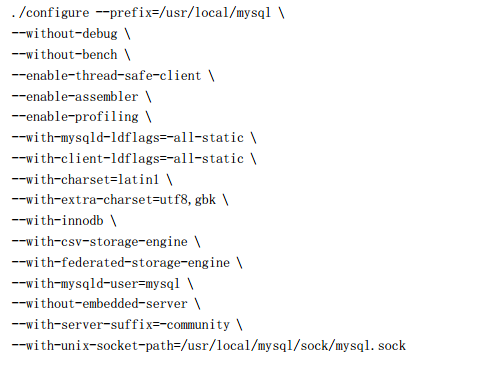 ./configure --prefix=/usr/local/mysql \
--without-debug \
--without-bench \
--enable-thread-safe-client \
--enable-assembler \
--enable-profiling \
--with-mysqld-ldflags=-all-static \
--with-client-ldflags=-all-static \
--with-charset=latin1 \
--with-extra-charset=utf8,gbk \
--with-innodb \
--with-csv-storage-engine \
--with-federated-storage-engine \
--with-mysqld-user=mysql \
--without-embedded-server \
--with-server-suffix=-community \
--with-unix-socket-path=/usr/local/mysql/sock/mysql.sock